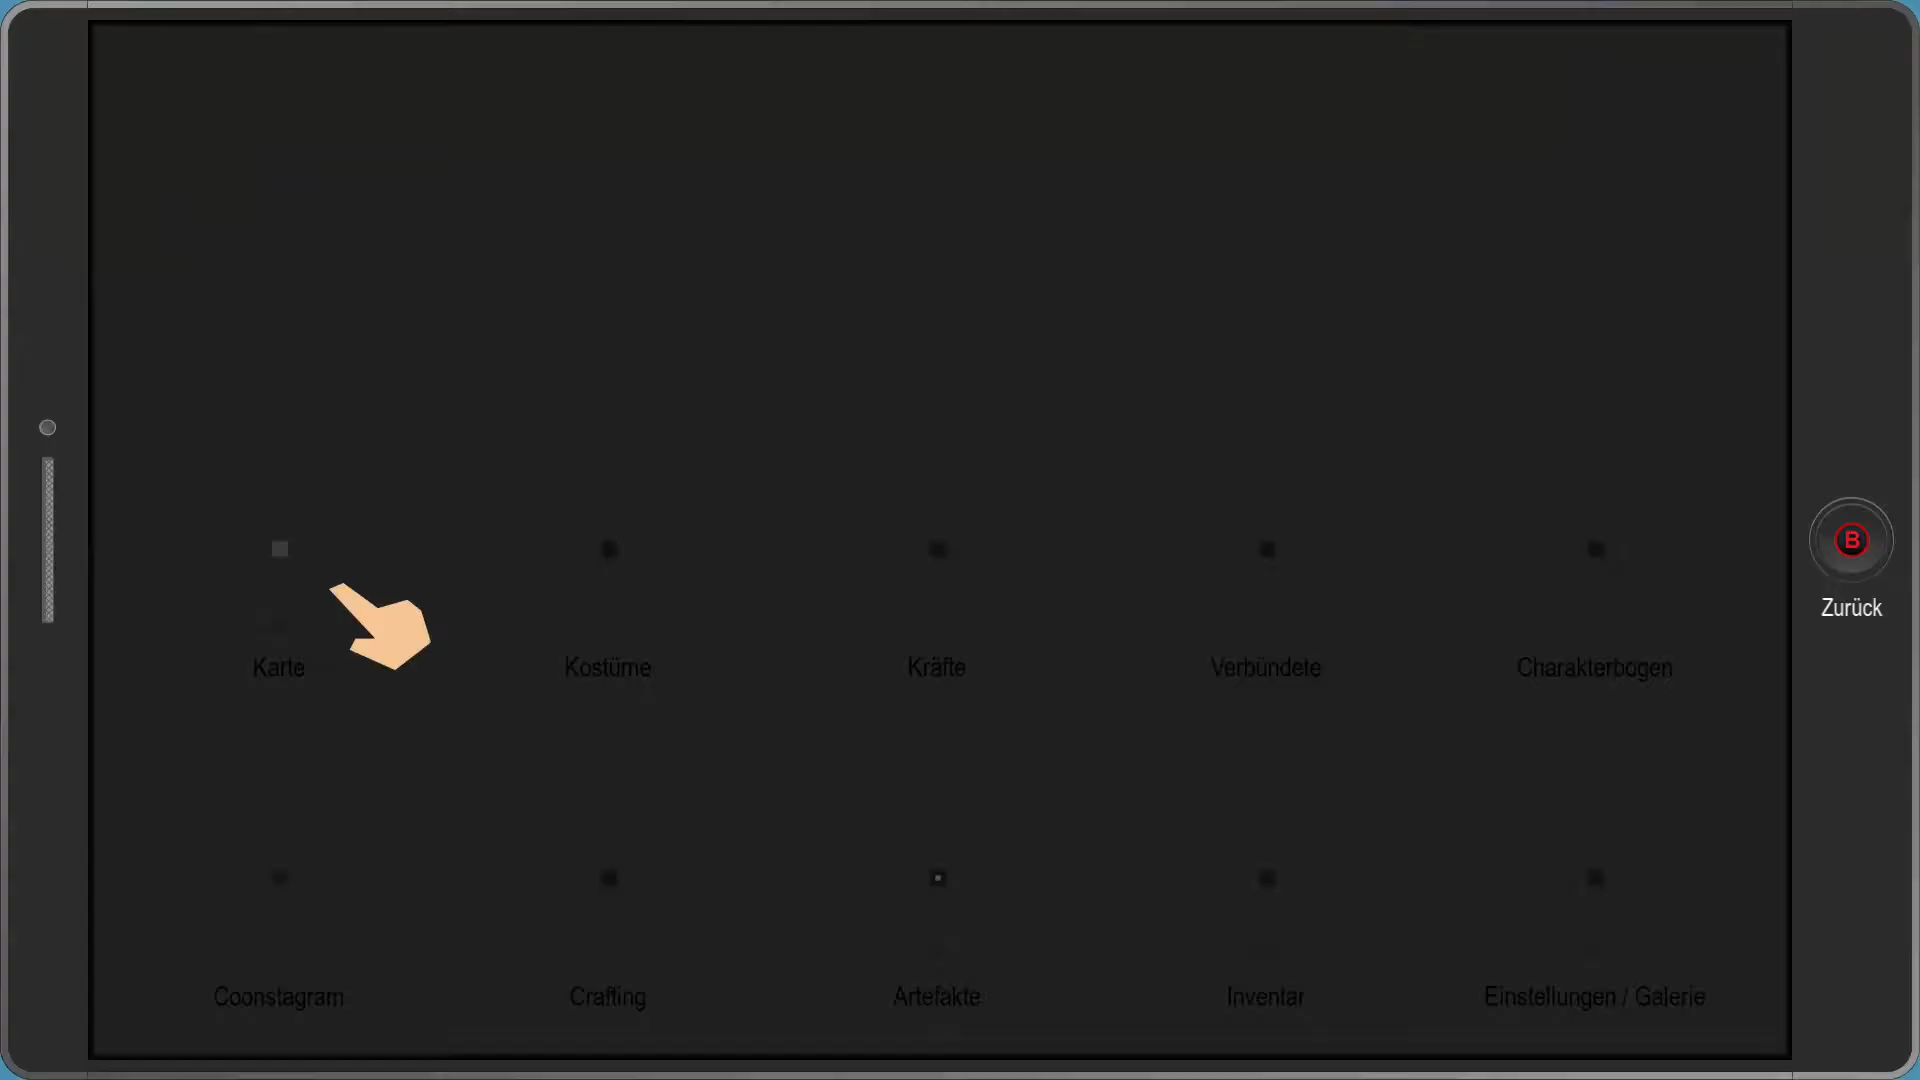 B
Zurück
Karte
Kostüme
Kräfte
Verbündete
Charakterbogen
Coonstagram
Crafting
Artefakte
Inventar
Einstellungen / Galerie